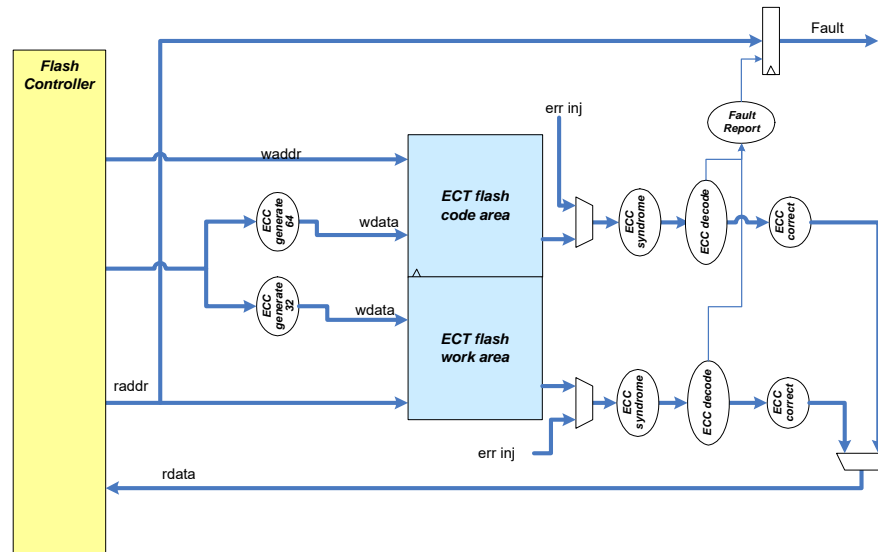 Fault
Flash
Controller
err inj
Fault
Report
waddr
ECT flash
code area
ECC
generate
64
wdata
ECC
syndrome
ECC decode
ECC
correct
ECC
generate
32
wdata
ECT flash
work area
raddr
ECC
syndrome
ECC decode
ECC
correct
err inj
rdata